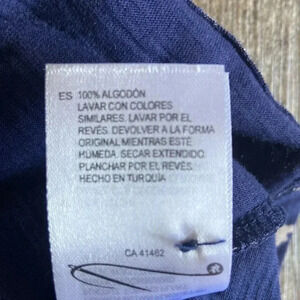 ES 100% ALGODÓN
LAVAR CON COLORES
SIMILARES. LAVAR POR EL
REVÉS. DEVOLVER A LA FORMA
ORIGINAL MIENTRAS ESTÉ
HÚMEDA. SECAR EXTENDIDO.
PLANCHAR POR EL REVÉS.
HECHO EN TURQUÍA
CA 41462